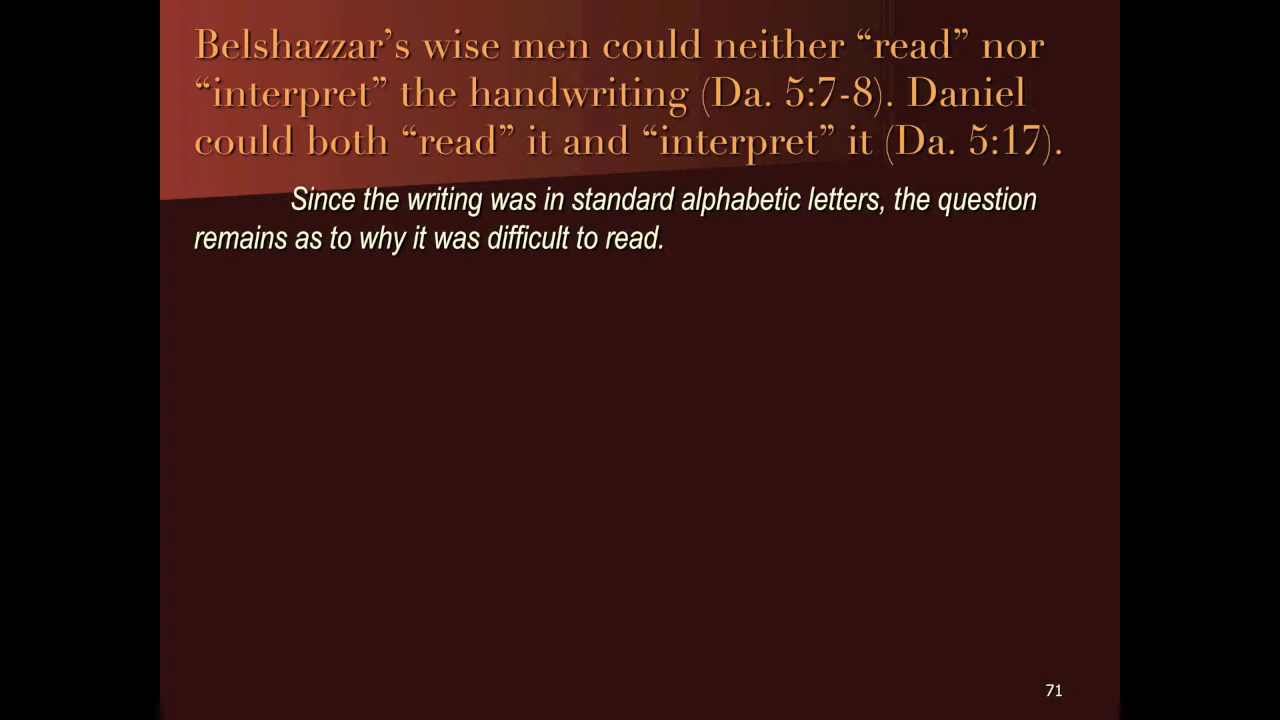 Belshazzar’s wise men could neither “read” nor
“interpret” the handwriting (Da. 5:7-8). Daniel
could both “read” it and “interpret” it (Da. 5:17).
Since the writing was in standard alphabetic letters, the question
remains as to why it was difficult to read.
71